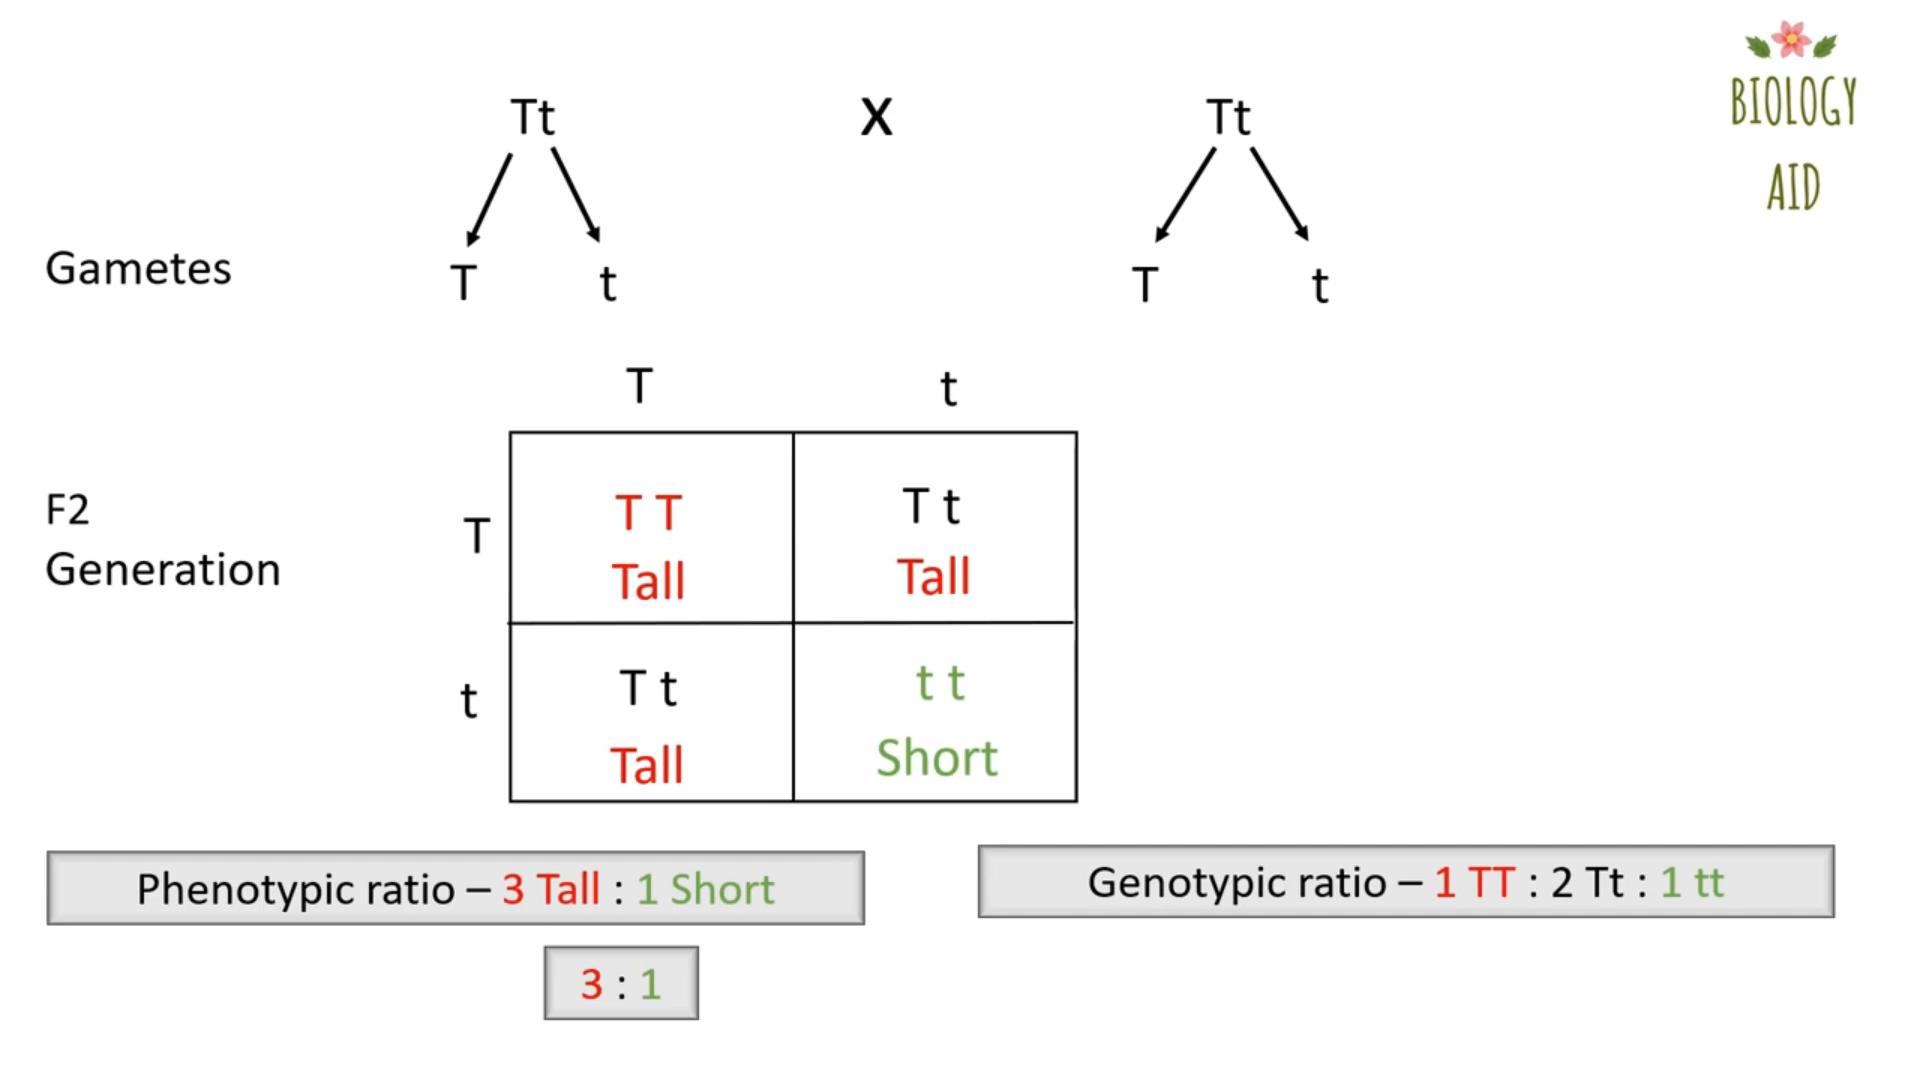 BIOLOGY
AID
Tt X Tt
Gametes
T t T t
T t
F2
Generation
T
T T
Tall
T t
Tall
t
T t
Tall
t t
Short
Phenotypic ratio – 3 Tall : 1 Short
Genotypic ratio – 1 TT : 2 Tt : 1 tt
3 : 1